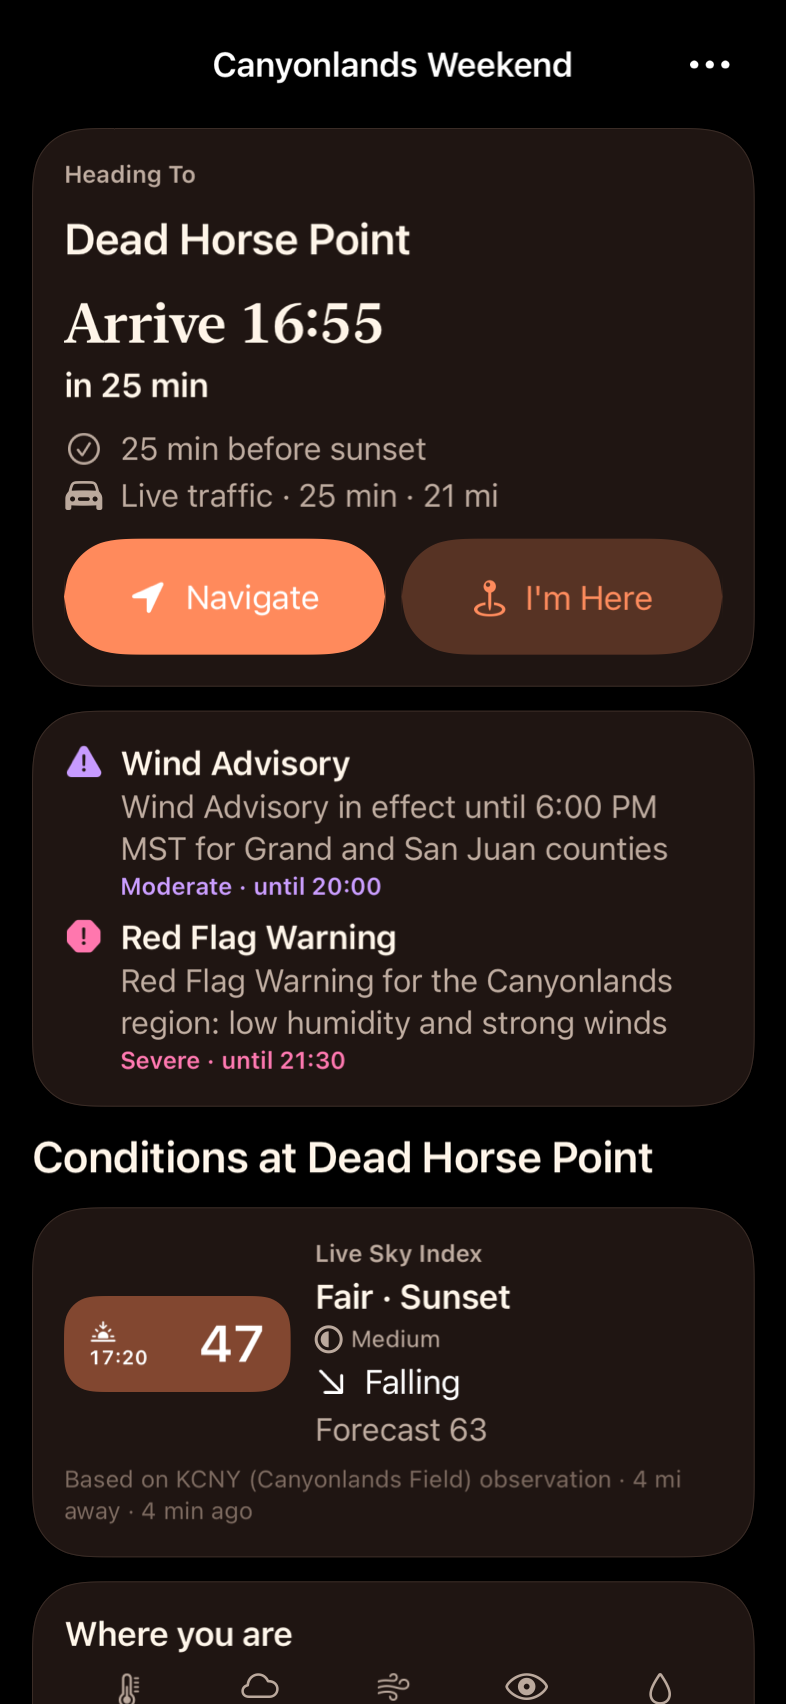 Canyonlands Weekend
Heading To
Dead Horse Point
Arrive 16:55
in 25 min
25 min before sunset
Live traffic · 25 min · 21 mi
Navigate
I'm Here
Wind Advisory
Wind Advisory in effect until 6:00 PM
MST for Grand and San Juan counties
Moderate · until 20:00
Red Flag Warning
Red Flag Warning for the Canyonlands
region: low humidity and strong winds
Severe · until 21:30
Conditions at Dead Horse Point
17:20
47
Live Sky Index
Fair · Sunset
Medium
Falling
Forecast 63
Based on KCNY (Canyonlands Field) observation · 4 mi
away · 4 min ago
Where you are